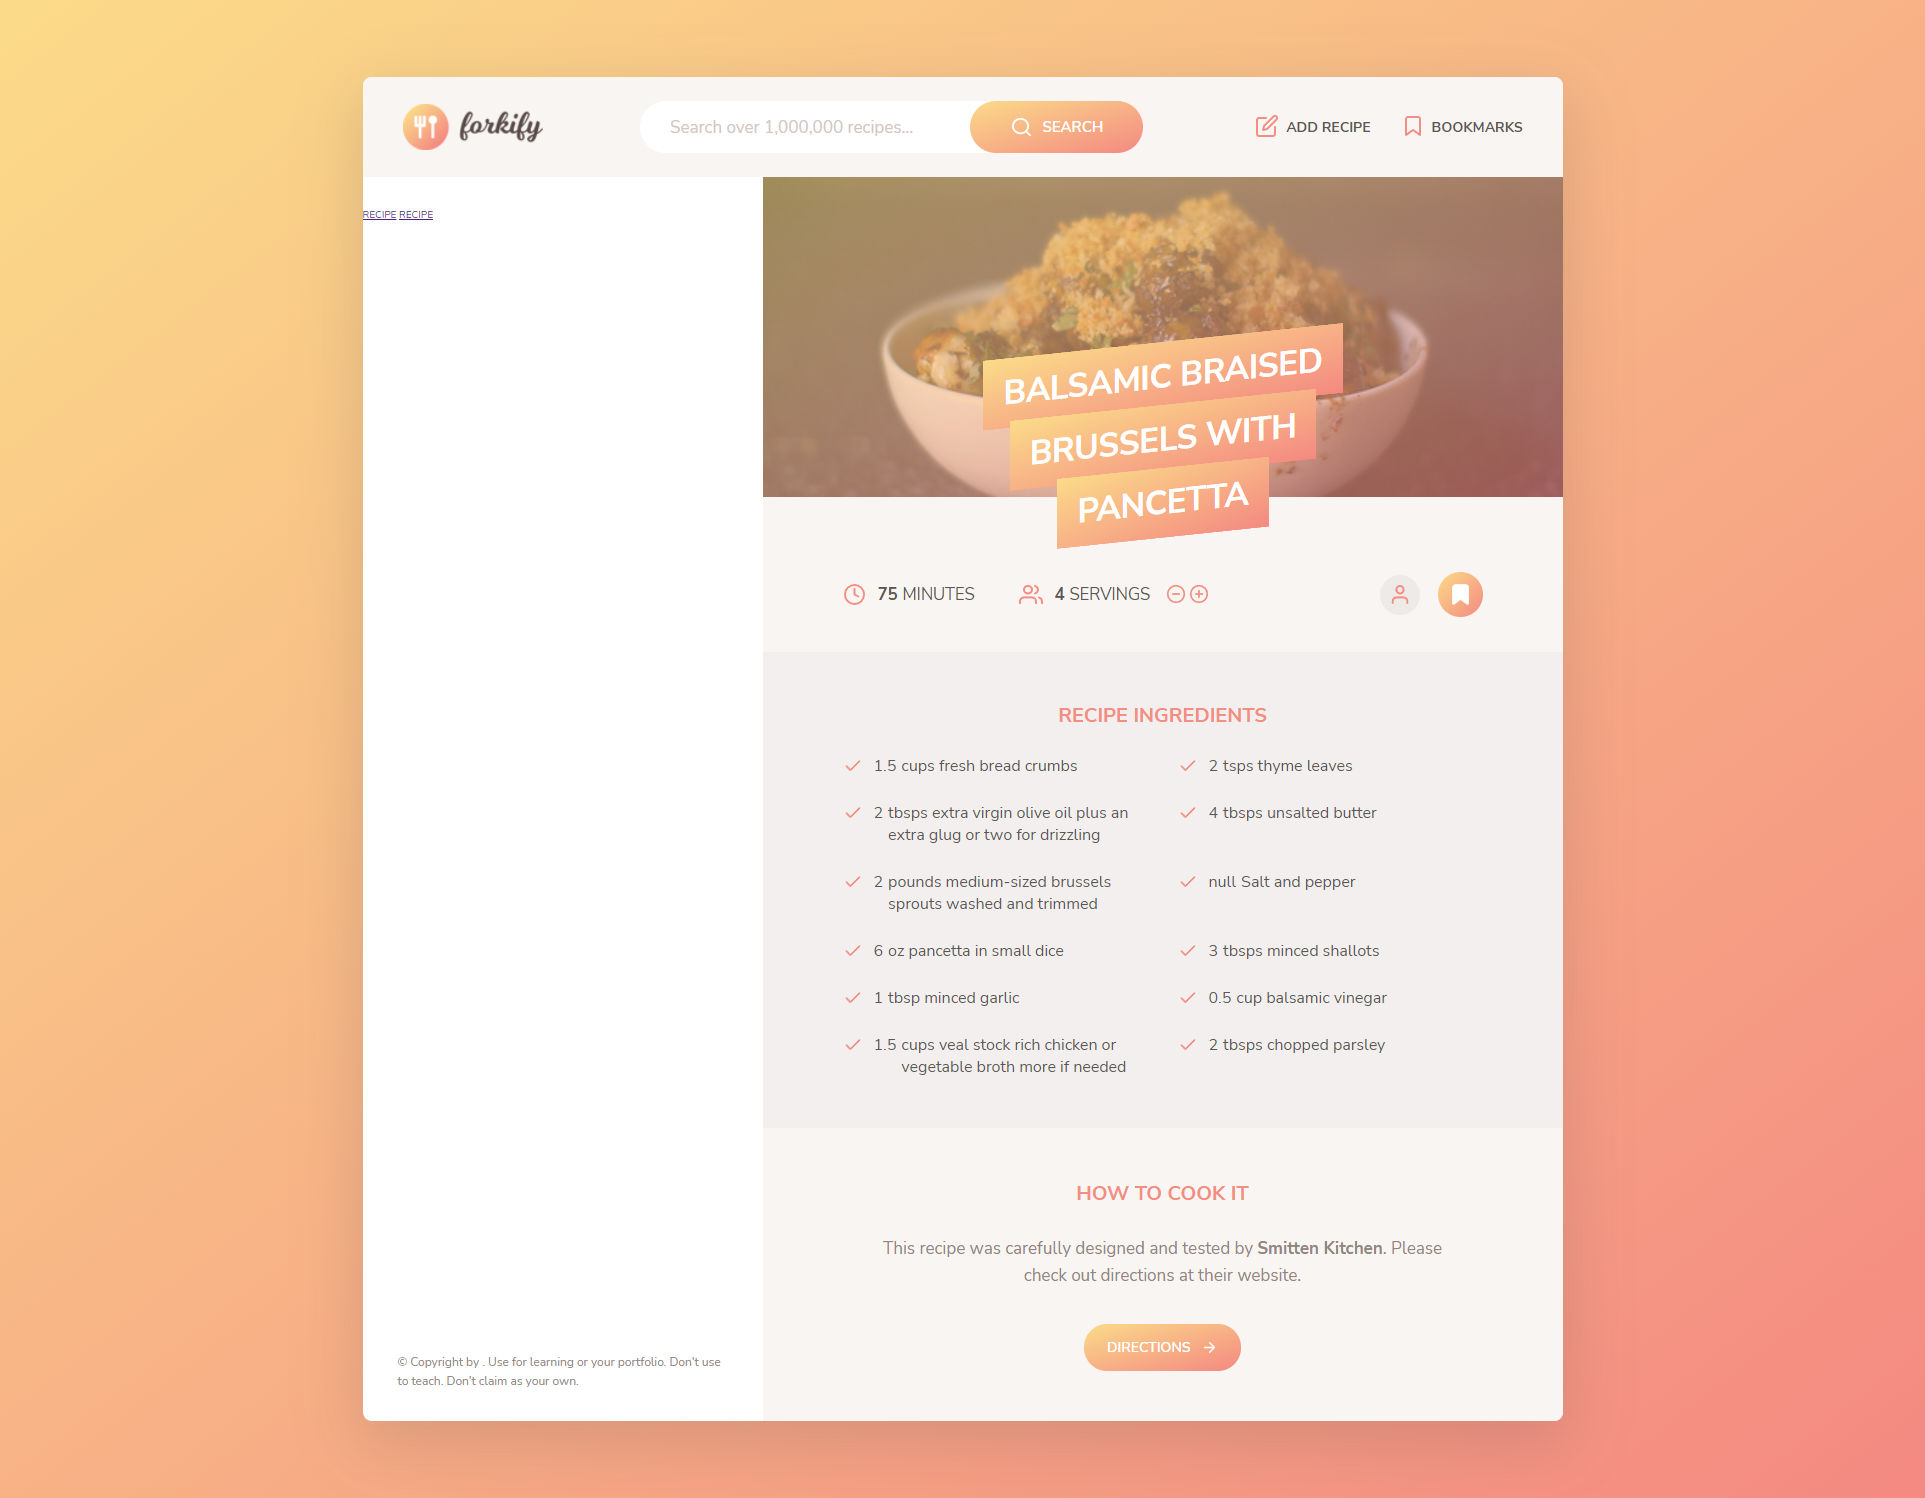 forkify
Search over 1,000,000 recipes...
SEARCH
ADD RECIPE
BOOKMARKS
RECIPE RECIPE
BALSAMIC BRAISED
BRUSSELS WITH
PANCETTA
75 MINUTES
4 SERVINGS
RECIPE INGREDIENTS
1.5 cups fresh bread crumbs
2 tsps thyme leaves
2 tbsps extra virgin olive oil plus an
extra glug or two for drizzling
4 tbsps unsalted butter
2 pounds medium-sized brussels
sprouts washed and trimmed
null Salt and pepper
6 oz pancetta in small dice
3 tbsps minced shallots
1 tbsp minced garlic
0.5 cup balsamic vinegar
1.5 cups veal stock rich chicken or
vegetable broth more if needed
2 tbsps chopped parsley
HOW TO COOK IT
This recipe was carefully designed and tested by Smitten Kitchen. Please
check out directions at their website.
DIRECTIONS
© Copyright by . Use for learning or your portfolio. Don't use
to teach. Don't claim as your own.